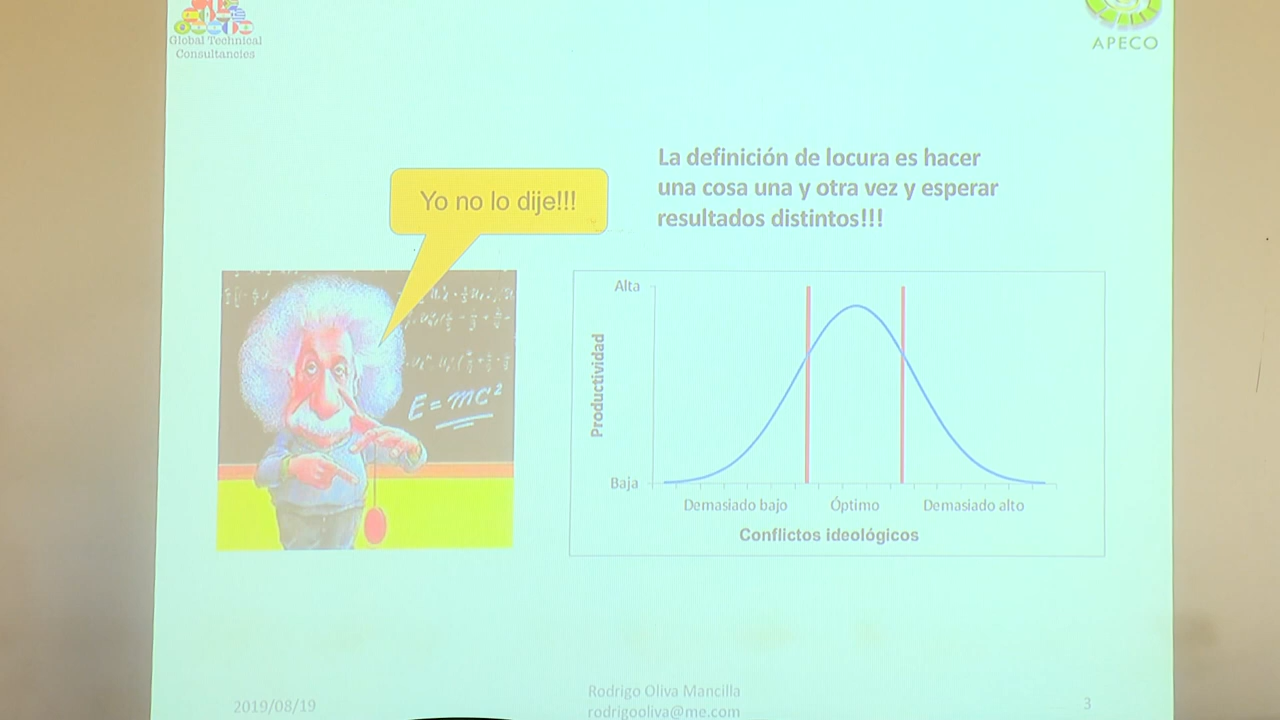 Global Technical
Consultancies
APECO
La definición de locura es hacer
una cosa una y otra vez y esperar
resultados distintos!!!
Yo no lo dije!!!
E = mc²
Alta
Productividad
Baja
Demasiado bajo
Óptimo
Demasiado alto
Conflictos ideológicos
2019/08/19
Rodrigo Oliva Mancilla
rodrigooliva@me.com
3